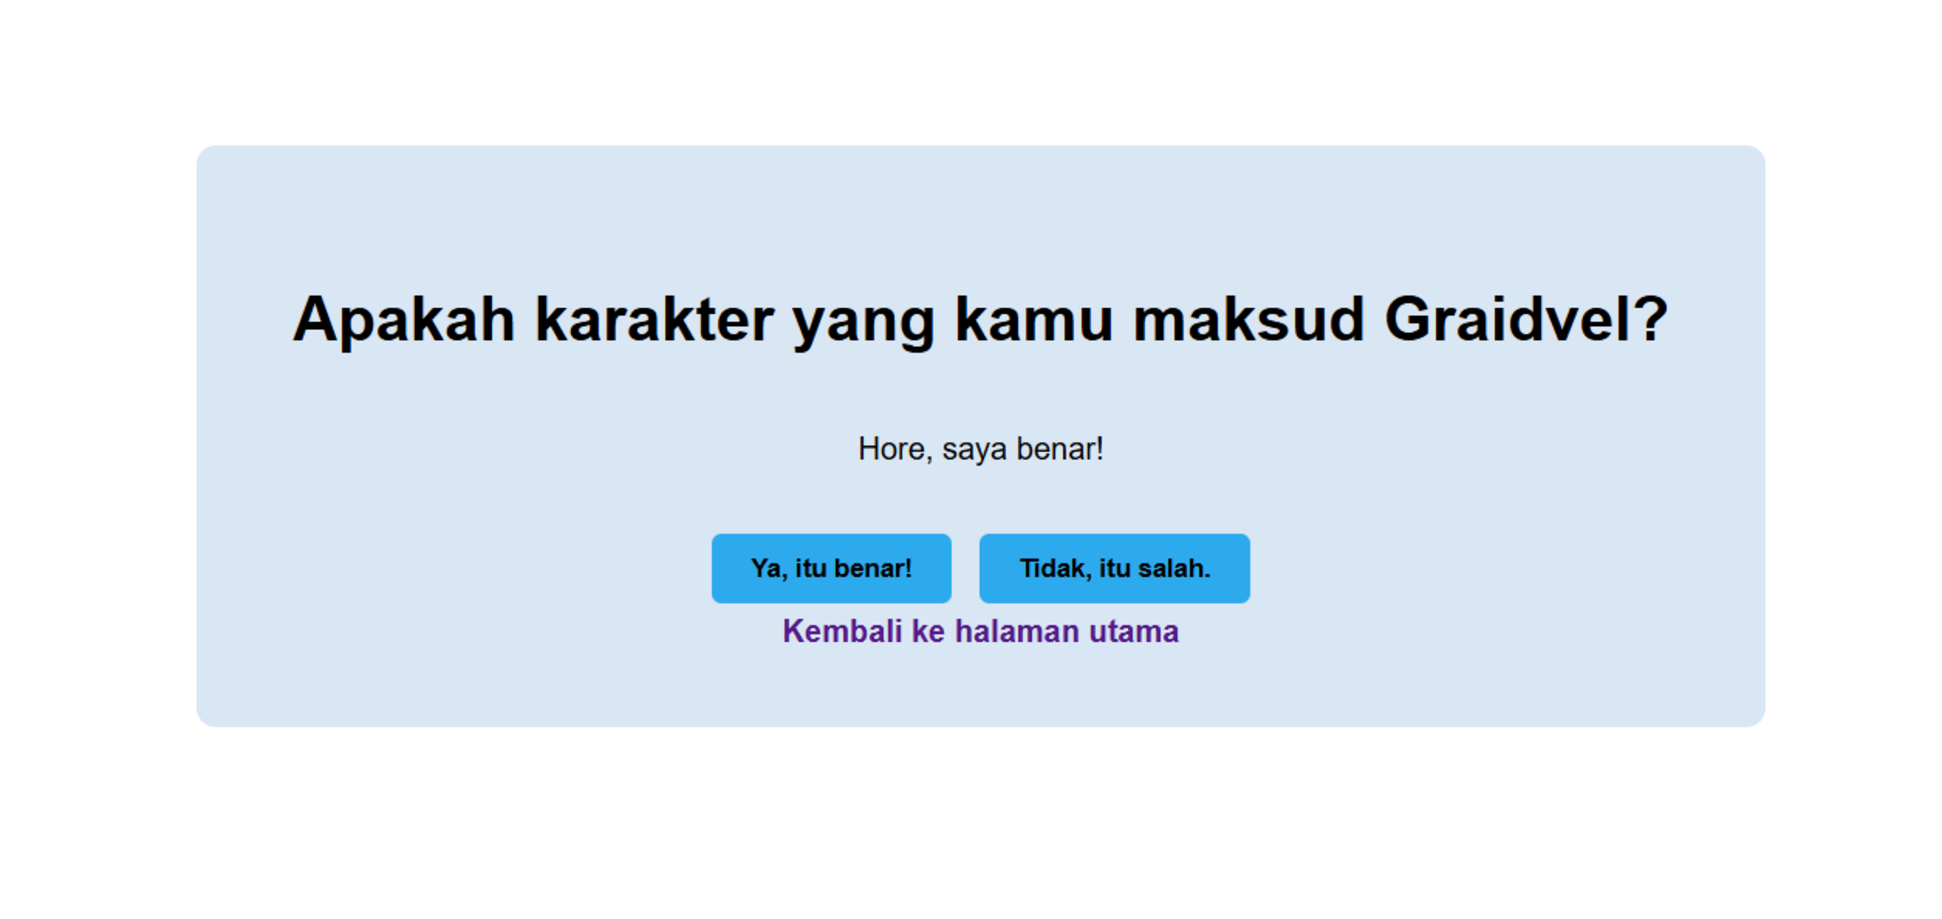 Apakah karakter yang kamu maksud Graidvel?
Hore, saya benar!
Ya, itu benar!
Tidak, itu salah.
Kembali ke halaman utama